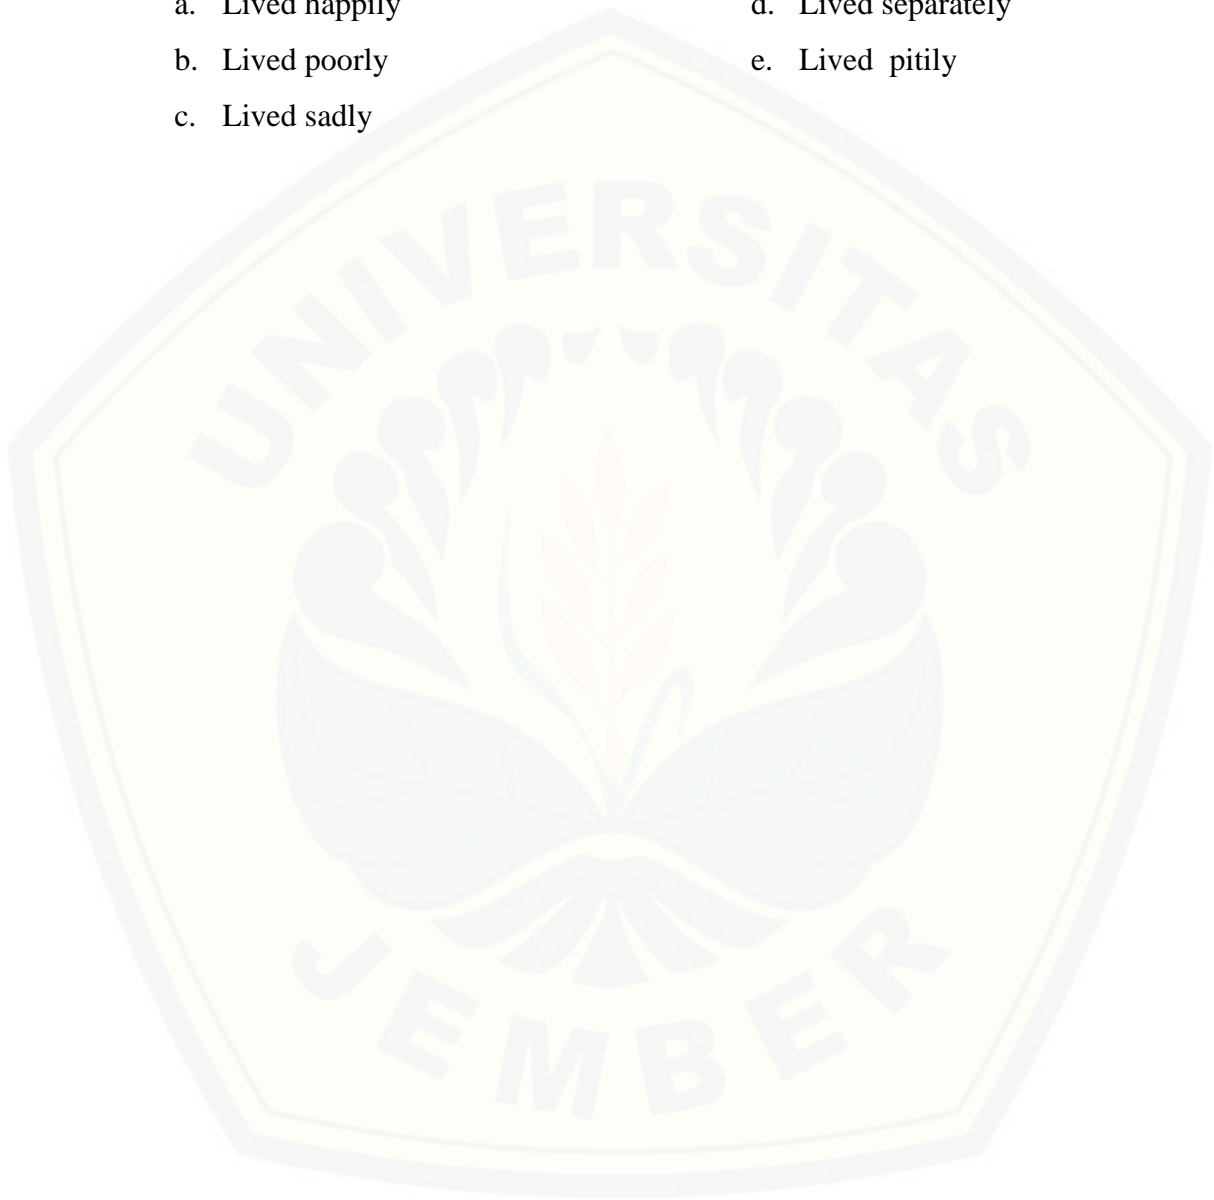 a. Lived happily
b. Lived poorly
c. Lived sadly
d. Lived separately
e. Lived pitily
UNIVERSITAS
JEMBER